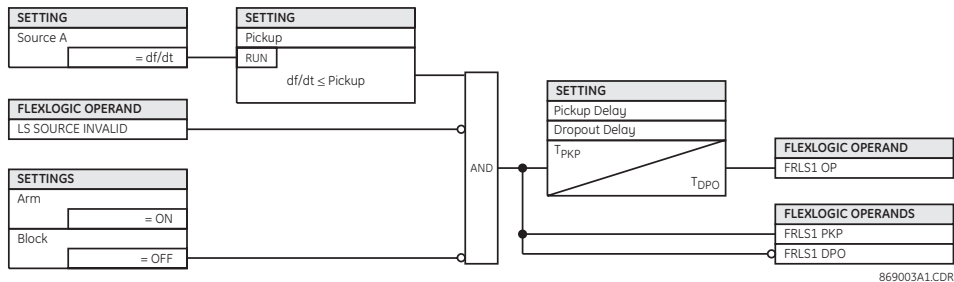 SETTING
Source A
= df/dt
SETTING
Pickup
RUN
df/dt ≤ Pickup
FLEXLOGIC OPERAND
LS SOURCE INVALID
SETTINGS
Arm
= ON
Block
= OFF
AND
SETTING
Pickup Delay
Dropout Delay
TPKP
TDPO
FLEXLOGIC OPERAND
FRLS1 OP
FLEXLOGIC OPERANDS
FRLS1 PKP
FRLS1 DPO
869003A1.CDR